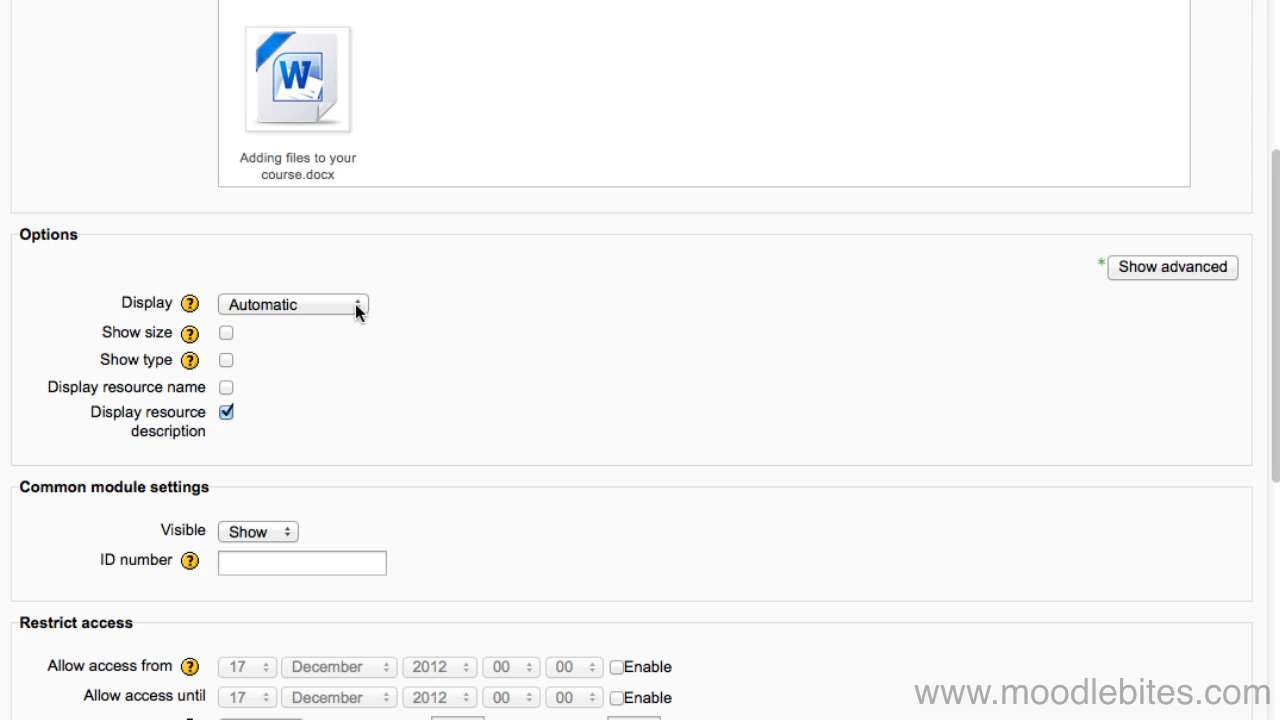 W
Adding files to your
course.docx
Options
* Show advanced
Display ? Automatic
Show size ?
Show type ?
Display resource name
Display resource
description
Common module settings
Visible Show
ID number ?
Restrict access
Allow access from ? 17 December 2012 00 00 Enable
Allow access until 17 December 2012 00 00 Enable
www.moodlebites.com